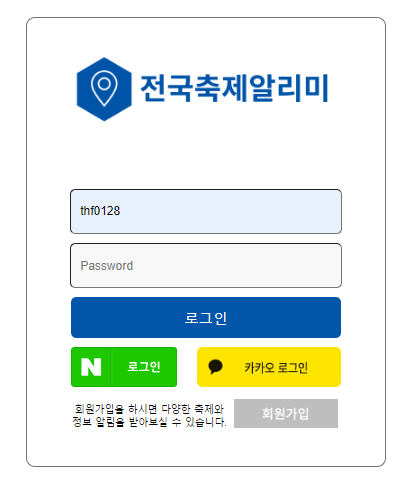 전국축제알리미
thf0128
Password
로그인
N 로그인
카카오 로그인
회원가입을 하시면 다양한 축제와
정보 알림을 받아보실 수 있습니다.
회원가입